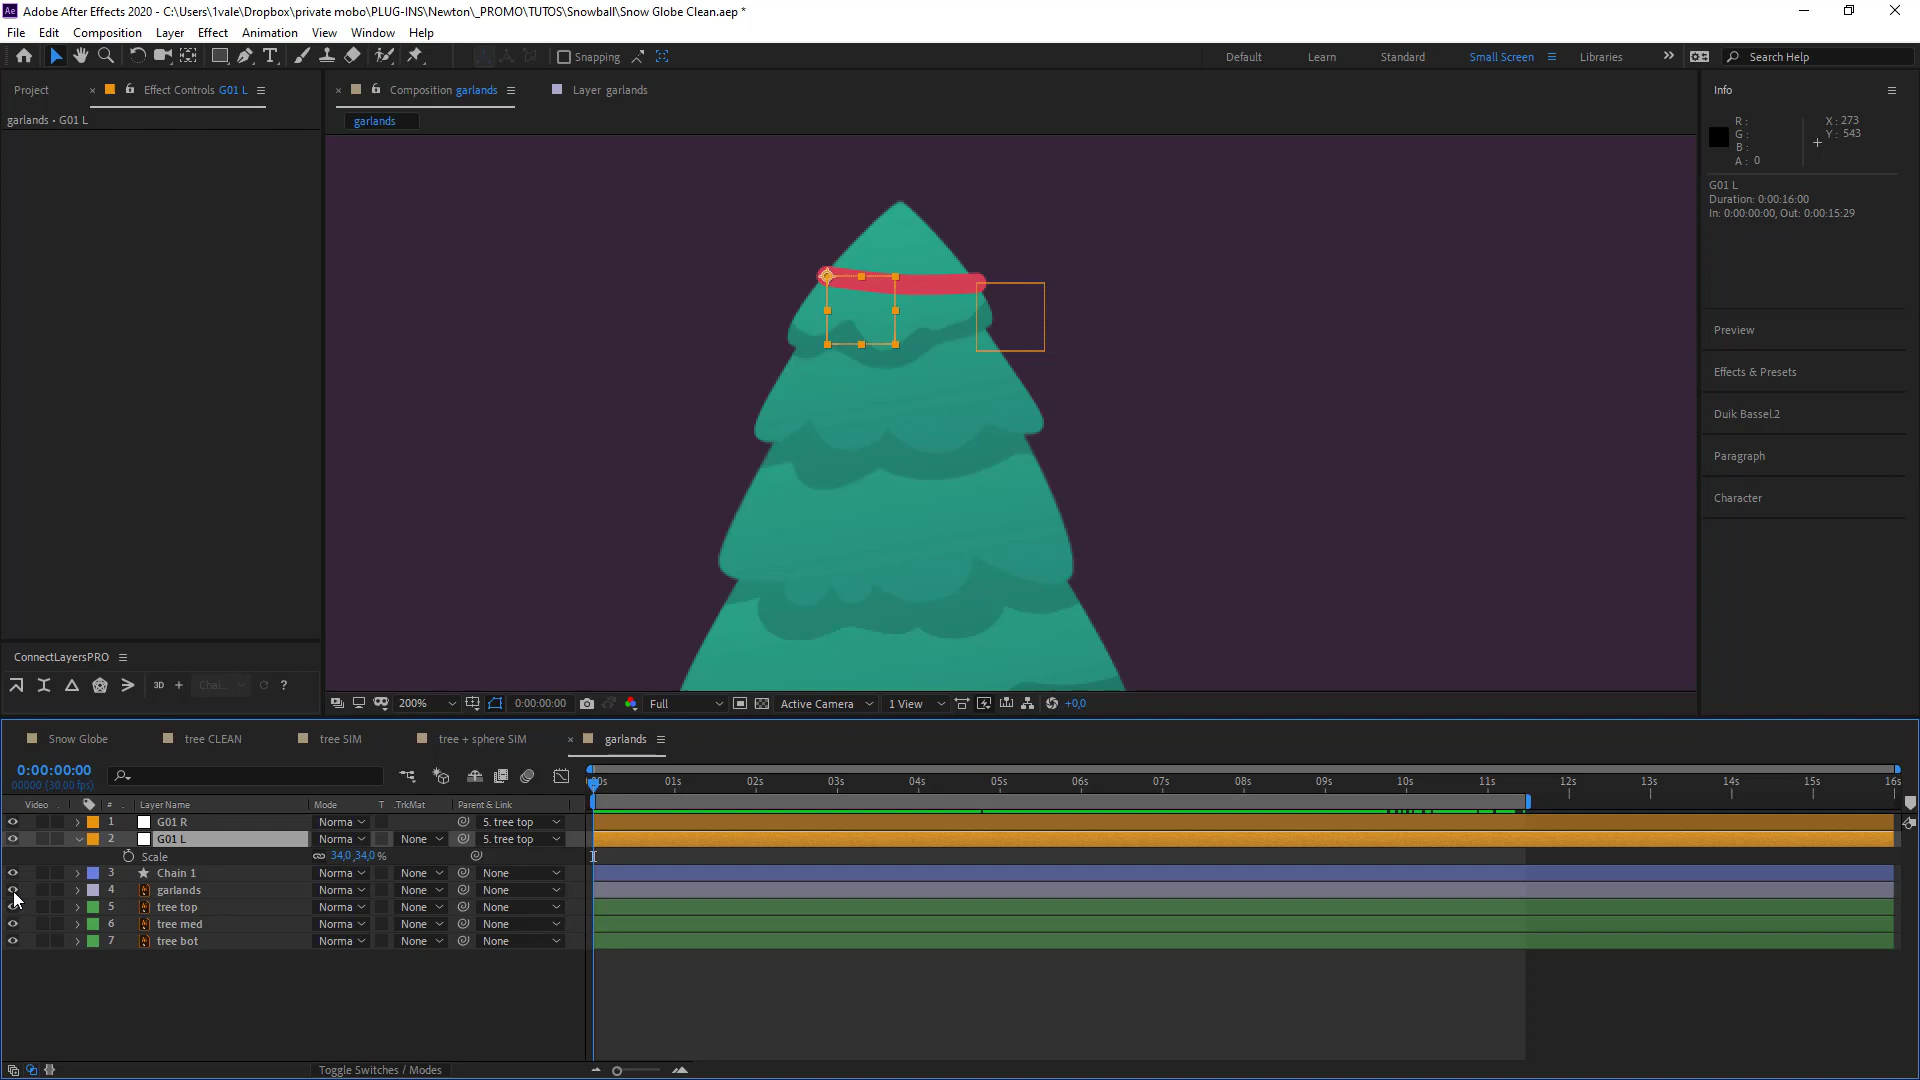 Adobe After Effects 2020 - C:\Users\1vale\Dropbox\private mobo\PLUG-INS\Newton\_PROMO\TUTOS\Snowball\Snow Globe Clean.aep *
File Edit Composition Layer Effect Animation View Window Help
Snapping Default Learn Standard Small Screen Libraries Search Help
Project Effect Controls G01 L Composition garlands Layer garlands Info
garlands • G01 L garlands
R : X : 273
G : Y : 543
B :
A : 0
G01 L
Duration: 0:00:16:00
In: 0:00:00:00, Out: 0:00:15:29
Preview
Effects & Presets
Duik Bassel.2
Paragraph
Character
ConnectLayersPRO
3D + Chai... ?
200% 0:00:00:00 Full Active Camera 1 View +0,0
Snow Globe tree CLEAN tree SIM tree + sphere SIM garlands
0:00:00:00
00000 (30.00 fps)
01s 02s 03s 04s 05s 06s 07s 08s 09s 10s 11s 12s 13s 14s 15s 16s
Video # Layer Name Mode T .TrkMat Parent & Link
1 G01 R Norma 5. tree top
2 G01 L Norma None 5. tree top
Scale 34,0,34,0 %
3 Chain 1 Norma None None
4 garlands Norma None None
5 tree top Norma None None
6 tree med Norma None None
7 tree bot Norma None None
Toggle Switches / Modes